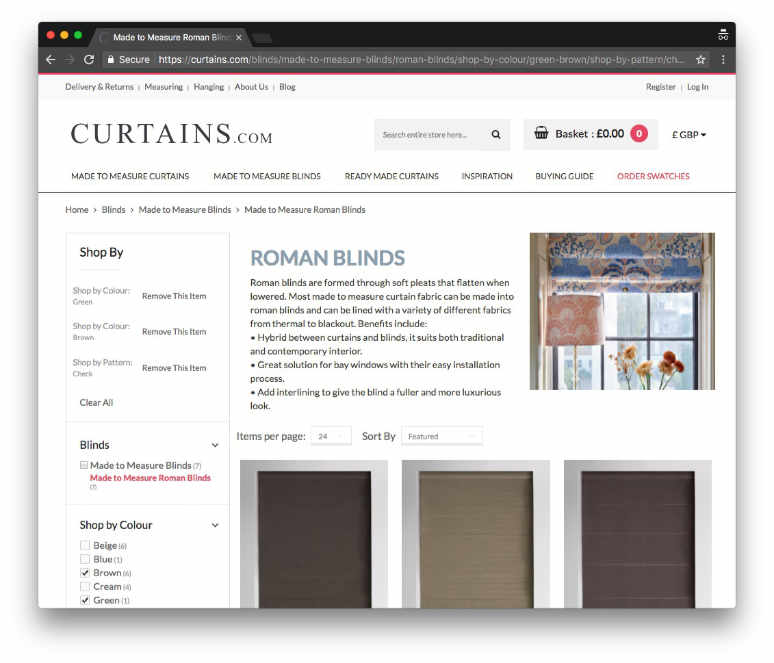 Made to Measure Roman Blinds
Secure https://curtains.com/blinds/made-to-measure-blinds/roman-blinds/shop-by-colour/green-brown/shop-by-pattern/ch...
Delivery & Returns | Measuring | Hanging | About Us | Blog
Register | Log In
CURTAINS.COM
Search entire store here...
Basket : £0.00 0
£ GBP
MADE TO MEASURE CURTAINS MADE TO MEASURE BLINDS READY MADE CURTAINS INSPIRATION BUYING GUIDE ORDER SWATCHES
Home > Blinds > Made to Measure Blinds > Made to Measure Roman Blinds
Shop By
Shop by Colour:
Green
Remove This Item
Shop by Colour:
Brown
Remove This Item
Shop by Pattern:
Check
Remove This Item
Clear All
Blinds
Made to Measure Blinds (7)
Made to Measure Roman Blinds
(7)
Shop by Colour
Beige (6)
Blue (1)
Brown (6)
Cream (4)
Green (1)
ROMAN BLINDS
Roman blinds are formed through soft pleats that flatten when
lowered. Most made to measure curtain fabric can be made into
roman blinds and can be lined with a variety of different fabrics
from thermal to blackout. Benefits include:
• Hybrid between curtains and blinds, it suits both traditional
and contemporary interior.
• Great solution for bay windows with their easy installation
process.
• Add interlining to give the blind a fuller and more luxurious
look.
Items per page: 24 Sort By Featured